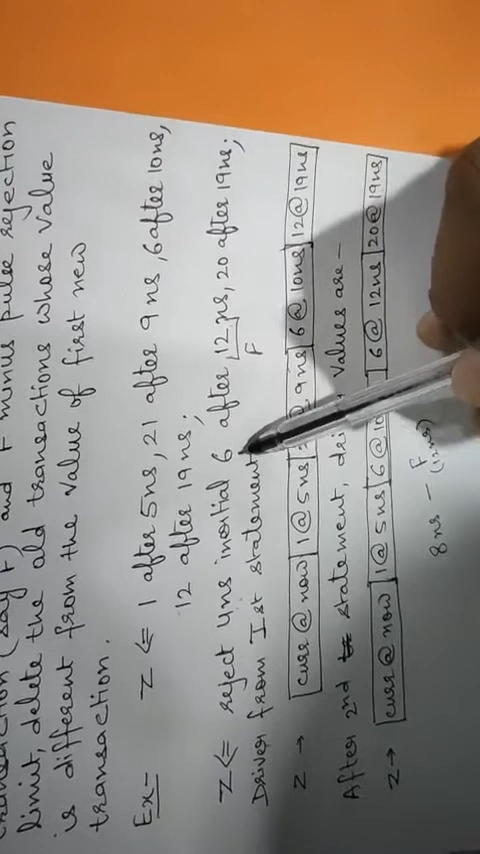 transaction (say F) and F minus pulse rejection
limit, delete the old transactions whose value
is different from the value of first new
transaction.
Ex- Z <= 1 after 5ns, 21 after 9ns, 6 after 10ns,
12 after 19ns;
Z <= reject 4ns inertial 6 after 12 ns, 20 after 19ns;
F
Driver from Ist statement
Z → curr @ now 1 @ 5ns @ 9ns 6 @ 10ns 12 @ 19ns
After 2nd statement, values are -
Z → curr @ now 1 @ 5ns 6 @ 10 6 @ 12ns 20 @ 19ns
8ns - F
(12ns)